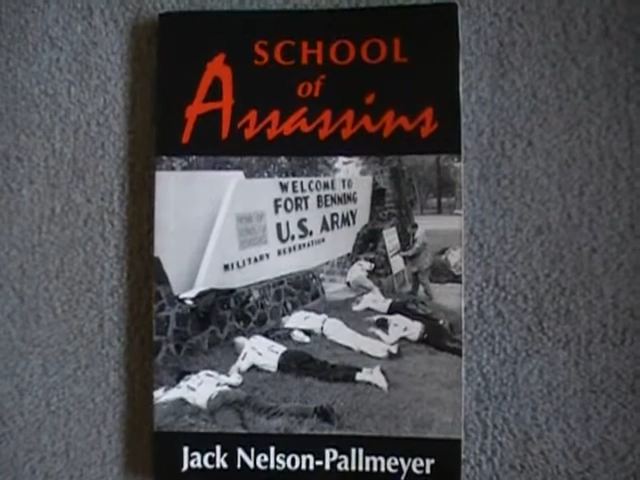 SCHOOL
of
Assassins
WELCOME TO
FORT BENNING
U.S. ARMY
MILITARY RESERVATION
Jack Nelson-Pallmeyer